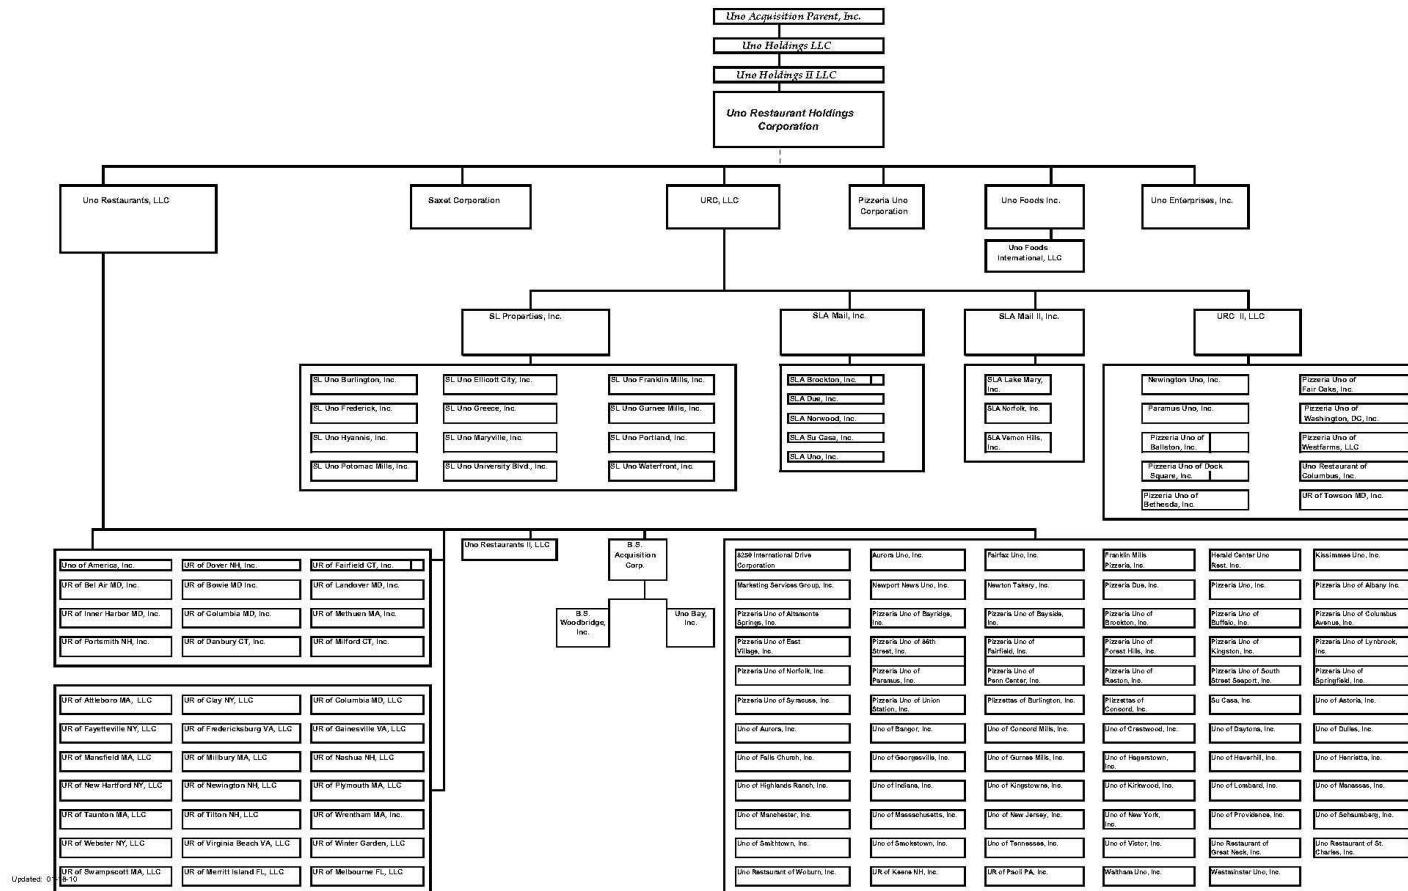 Uno Acquisition Parent, Inc.
Uno Holdings LLC
Uno Holdings II LLC
Uno Restaurant Holdings
Corporation
Uno Restaurants, LLC
Saxet Corporation
URC, LLC
Pizzeria Uno
Corporation
Uno Foods Inc.
Uno Enterprises, Inc.
Uno Foods
International, LLC
SL Properties, Inc.
SLA Mail, Inc.
SLA Mail II, Inc.
URC II, LLC
SL Uno Burlington, Inc.
SL Uno Ellicott City, Inc.
SL Uno Franklin Mills, Inc.
SL Uno Frederick, Inc.
SL Uno Greece, Inc.
SL Uno Gurnee Mills, Inc.
SL Uno Hyannis, Inc.
SL Uno Maryville, Inc.
SL Uno Portland, Inc.
SL Uno Potomac Mills, Inc.
SL Uno University Blvd., Inc.
SL Uno Waterfront, Inc.
SLA Brockton, Inc.
SLA Due, Inc.
SLA Norwood, Inc.
SLA Su Casa, Inc.
SLA Uno, Inc.
SLA Lake Mary,
Inc.
SLA Norfolk, Inc.
SLA Vernon Hills,
Inc.
Newington Uno, Inc.
Pizzeria Uno of
Fair Oaks, Inc.
Paramus Uno, Inc.
Pizzeria Uno of
Washington, DC, Inc.
Pizzeria Uno of
Ballston, Inc.
Pizzeria Uno of
Westfarms, LLC
Pizzeria Uno of Dock
Square, Inc.
Uno Restaurant of
Columbus, Inc.
Pizzeria Uno of
Bethesda, Inc.
UR of Towson MD, Inc.
Uno Restaurants II, LLC
B.S.
Acquisition
Corp.
B.S.
Woodbridge,
Inc.
Uno Bay,
Inc.
Uno of America, Inc.
UR of Dover NH, Inc.
UR of Fairfield CT, Inc.
UR of Bel Air MD, Inc.
UR of Bowie MD, Inc.
UR of Landover MD, Inc.
UR of Inner Harbor MD, Inc.
UR of Columbia MD, Inc.
UR of Methuen MA, Inc.
UR of Portsmith NH, Inc.
UR of Danbury CT, Inc.
UR of Milford CT, Inc.
UR of Attleboro MA, LLC
UR of Clay NY, LLC
UR of Columbia MD, LLC
UR of Fayetteville NY, LLC
UR of Fredericksburg VA, LLC
UR of Gainesville VA, LLC
UR of Mansfield MA, LLC
UR of Millbury MA, LLC
UR of Nashua NH, LLC
UR of New Hartford NY, LLC
UR of Newington NH, LLC
UR of Plymouth MA, LLC
UR of Taunton MA, LLC
UR of Tilton NH, LLC
UR of Wrentham MA, Inc.
UR of Webster NY, LLC
UR of Virginia Beach VA, LLC
UR of Winter Garden, LLC
UR of Swampscott MA, LLC
UR of Merritt Island FL, LLC
UR of Melbourne FL, LLC
8250 International Drive
Corporation
Aurora Uno, Inc.
Fairfax Uno, Inc.
Franklin Mills
Pizzeria, Inc.
Herald Center Uno
Rest. Inc.
Kissimmee Uno, Inc.
Marketing Services Group, Inc.
Newport News Uno, Inc.
Newton Takery, Inc.
Pizzeria Due, Inc.
Pizzeria Uno, Inc.
Pizzeria Uno of Albany Inc.
Pizzeria Uno of Altamonte
Springs, Inc.
Pizzeria Uno of Bayridge,
Inc.
Pizzeria Uno of Bayside,
Inc.
Pizzeria Uno of
Brockton, Inc.
Pizzeria Uno of
Buffalo, Inc.
Pizzeria Uno of Columbus
Avenue, Inc.
Pizzeria Uno of East
Village, Inc.
Pizzeria Uno of 86th
Street, Inc.
Pizzeria Uno of
Fairfield, Inc.
Pizzeria Uno of
Forest Hills, Inc.
Pizzeria Uno of
Kingston, Inc.
Pizzeria Uno of Lynbrook,
Inc.
Pizzeria Uno of Norfolk, Inc.
Pizzeria Uno of
Paramus, Inc.
Pizzeria Uno of
Penn Center, Inc.
Pizzeria Uno of
Reston, Inc.
Pizzeria Uno of South
Street Seaport, Inc.
Pizzeria Uno of
Springfield, Inc.
Pizzeria Uno of Syracuse, Inc.
Pizzeria Uno of Union
Station, Inc.
Pizzettas of Burlington, Inc.
Pizzettas of
Concord, Inc.
Su Casa, Inc.
Uno of Astoria, Inc.
Uno of Aurora, Inc.
Uno of Bangor, Inc.
Uno of Concord Mills, Inc.
Uno of Crestwood, Inc.
Uno of Daytona, Inc.
Uno of Dulles, Inc.
Uno of Falls Church, Inc.
Uno of Georgesville, Inc.
Uno of Gurnee Mills, Inc.
Uno of Hagerstown,
Inc.
Uno of Haverhill, Inc.
Uno of Henrietta, Inc.
Uno of Highlands Ranch, Inc.
Uno of Indiana, Inc.
Uno of Kingstowne, Inc.
Uno of Kirkwood, Inc.
Uno of Lombard, Inc.
Uno of Manassas, Inc.
Uno of Manchester, Inc.
Uno of Massachusetts, Inc.
Uno of New Jersey, Inc.
Uno of New York,
Inc.
Uno of Providence, Inc.
Uno of Schaumberg, Inc.
Uno of Smithtown, Inc.
Uno of Smoketown, Inc.
Uno of Tennessee, Inc.
Uno of Victor, Inc.
Uno Restaurant of
Great Neck, Inc.
Uno Restaurant of St.
Charles, Inc.
Uno Restaurant of Woburn, Inc.
UR of Keene NH, Inc.
UR of Paoli PA, Inc.
Waltham Uno, Inc.
Westminster Uno, Inc.
Updated: